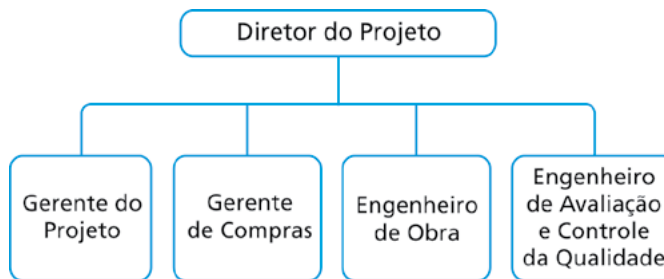 Diretor do Projeto
Gerente do
Projeto
Gerente
de Compras
Engenheiro
de Obra
Engenheiro
de Avaliação
e Controle
da Qualidade